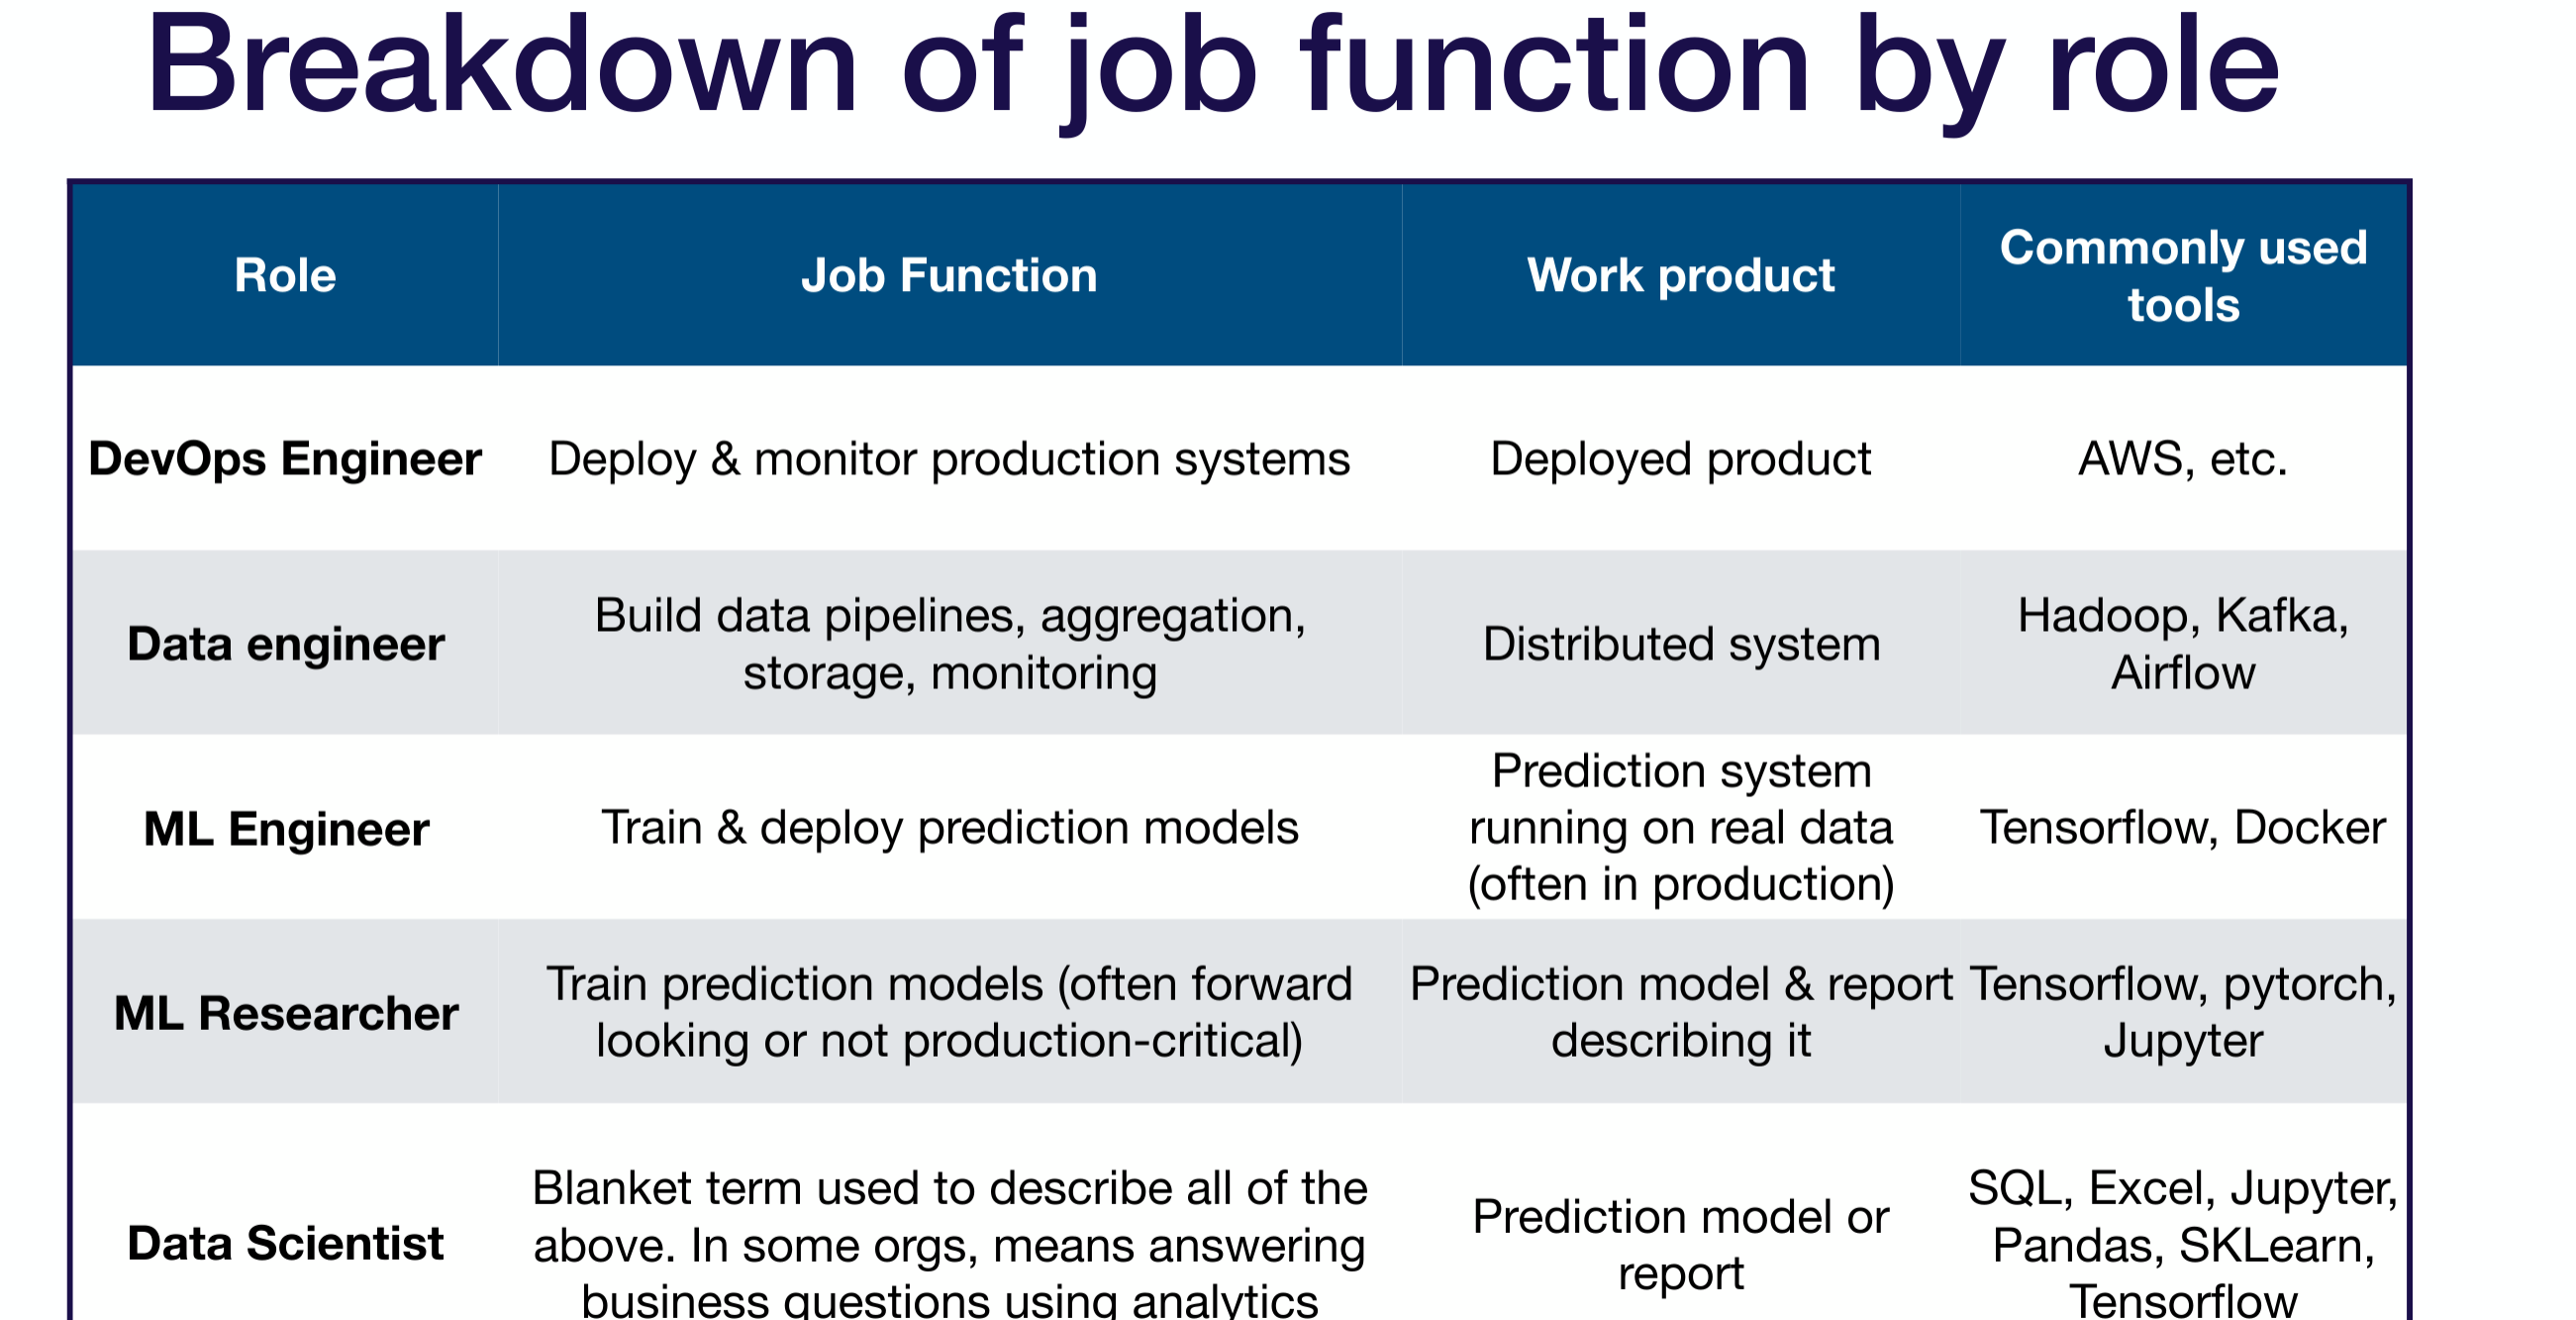 Breakdown of job function by role
Role
Job Function
Work product
Commonly used
tools
DevOps Engineer
Deploy & monitor production systems
Deployed product
AWS, etc.
Data engineer
Build data pipelines, aggregation,
storage, monitoring
Distributed system
Hadoop, Kafka,
Airflow
ML Engineer
Train & deploy prediction models
Prediction system
running on real data
(often in production)
Tensorflow, Docker
ML Researcher
Train prediction models (often forward
looking or not production-critical)
Prediction model & report
describing it
Tensorflow, pytorch,
Jupyter
Data Scientist
Blanket term used to describe all of the
above. In some orgs, means answering
business questions using analytics
Prediction model or
report
SQL, Excel, Jupyter,
Pandas, SKLearn,
Tensorflow